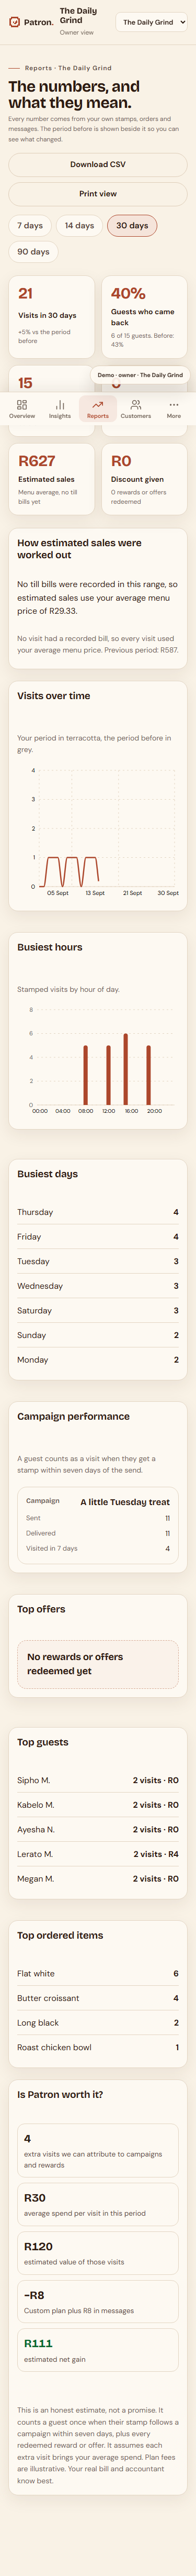 Patron.
The Daily
Grind
Owner view
The Daily Grind
Reports · The Daily Grind
The numbers, and
what they mean.
Every number comes from your own stamps, orders and
messages. The period before is shown beside it so you can
see what changed.
Download CSV
Print view
7 days
14 days
30 days
90 days
21
Visits in 30 days
+5% vs the period
before
40%
Guests who came
back
6 of 15 guests. Before:
43%
15
Demo · owner · The Daily Grind
Overview
Insights
Reports
Customers
More
R627
Estimated sales
Menu average, no till
bills yet
R0
Discount given
0 rewards or offers
redeemed
How estimated sales were
worked out
No till bills were recorded in this range, so
estimated sales use your average menu
price of R29.33.
No visit had a recorded bill, so every visit used
your average menu price. Previous period: R587.
Visits over time
Your period in terracotta, the period before in
grey.
4
3
2
1
0
05 Sept
13 Sept
21 Sept
30 Sept
Busiest hours
Stamped visits by hour of day.
8
6
4
2
0
00:00
04:00
08:00
12:00
16:00
20:00
Busiest days
Thursday 4
Friday 4
Tuesday 3
Wednesday 3
Saturday 3
Sunday 2
Monday 2
Campaign performance
A guest counts as a visit when they get a
stamp within seven days of the send.
Campaign A little Tuesday treat
Sent 11
Delivered 11
Visited in 7 days 4
Top offers
No rewards or offers
redeemed yet
Top guests
Sipho M. 2 visits · R0
Kabelo M. 2 visits · R0
Ayesha N. 2 visits · R0
Lerato M. 2 visits · R4
Megan M. 2 visits · R0
Top ordered items
Flat white 6
Butter croissant 4
Long black 2
Roast chicken bowl 1
Is Patron worth it?
4
extra visits we can attribute to campaigns
and rewards
R30
average spend per visit in this period
R120
estimated value of those visits
−R8
Custom plan plus R8 in messages
R111
estimated net gain
This is an honest estimate, not a promise. It
counts a guest once when their stamp follows a
campaign within seven days, plus every
redeemed reward or offer. It assumes each
extra visit brings your average spend. Plan fees
are illustrative. Your real bill and accountant
know best.